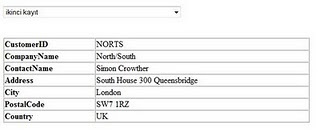 ikinci kayıt
CustomerID NORTS
CompanyName North/South
ContactName Simon Crowther
Address South House 300 Queensbridge
City London
PostalCode SW7 1RZ
Country UK